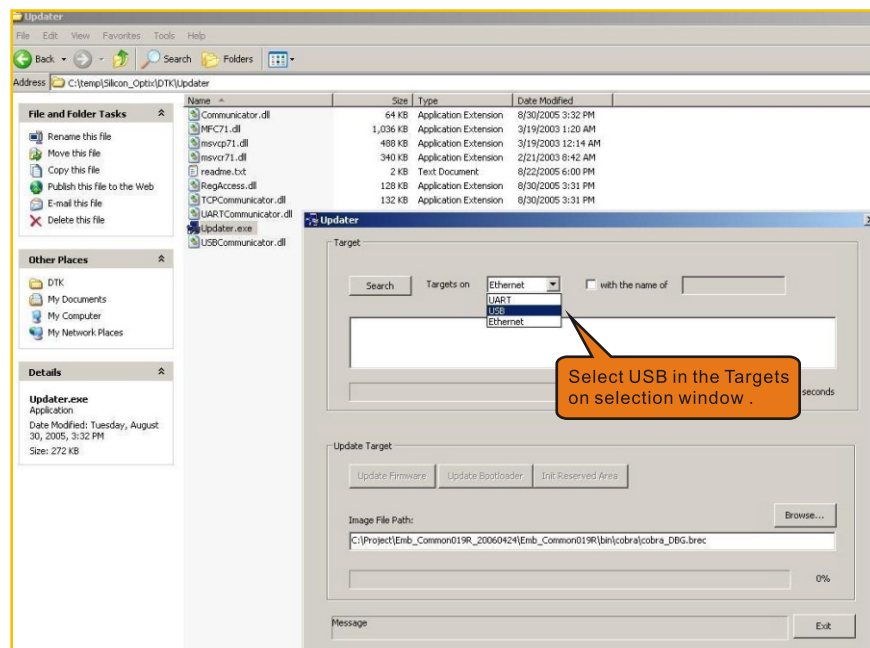 Updater
File Edit View Favorites Tools Help
Back Search Folders
Address C:\temp\Silicon_Optix\DTK\Updater
File and Folder Tasks
Rename this file
Move this file
Copy this file
Publish this file to the Web
E-mail this file
Delete this file
Other Places
DTK
My Documents
My Computer
My Network Places
Details
Updater.exe
Application
Date Modified: Tuesday, August
30, 2005, 3:32 PM
Size: 272 KB
Name Size Type Date Modified
Communicator.dll 64 KB Application Extension 8/30/2005 3:32 PM
MFC71.dll 1,036 KB Application Extension 3/19/2003 1:20 AM
msvcp71.dll 488 KB Application Extension 3/19/2003 12:14 AM
msvcr71.dll 340 KB Application Extension 2/21/2003 8:42 AM
readme.txt 2 KB Text Document 8/22/2005 6:00 PM
RegAccess.dll 128 KB Application Extension 8/30/2005 3:31 PM
TCPCommunicator.dll 132 KB Application Extension 8/30/2005 3:31 PM
UARTCommunicator.dll
Updater.exe
USBCommunicator.dll
Updater
Target
Search Targets on Ethernet with the name of
UART
USB
Ethernet
Select USB in the Targets
on selection window .
seconds
Update Target
Update Firmware Update Bootloader Init Reserved Area
Image File Path:
Browse...
C:\Project\Emb_Common019R_20060424\Emb_Common019R\bin\cobra\cobra_DBG.brec
0%
Message
Exit